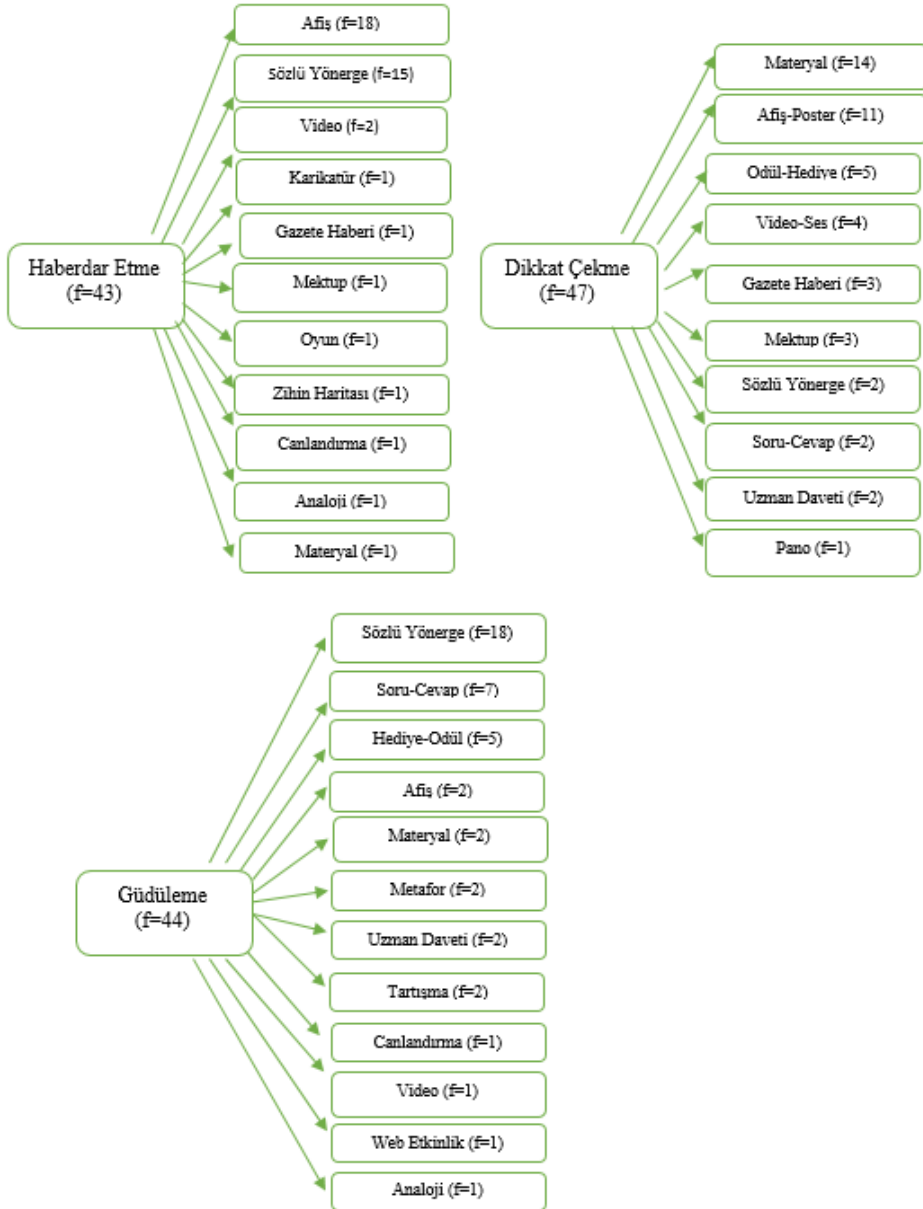 Haberdar Etme
(f=43)
Afiş (f=18)
Sözlü Yönerge (f=15)
Video (f=2)
Karikatür (f=1)
Gazete Haberi (f=1)
Mektup (f=1)
Oyun (f=1)
Zihin Haritası (f=1)
Canlandırma (f=1)
Analoji (f=1)
Materyal (f=1)
Dikkat Çekme
(f=47)
Materyal (f=14)
Afiş-Poster (f=11)
Odül-Hediye (f=5)
Video-Ses (f=4)
Gazete Haberi (f=3)
Mektup (f=3)
Sözlü Yönerge (f=2)
Soru-Cevap (f=2)
Uzman Daveti (f=2)
Pano (f=1)
Güdüleme
(f=44)
Sözlü Yönerge (f=18)
Soru-Cevap (f=7)
Hediye-Ödül (f=5)
Afiş (f=2)
Materyal (f=2)
Metafor (f=2)
Uzman Daveti (f=2)
Tartışma (f=2)
Canlandırma (f=1)
Video (f=1)
Web Etkinlik (f=1)
Analoji (f=1)